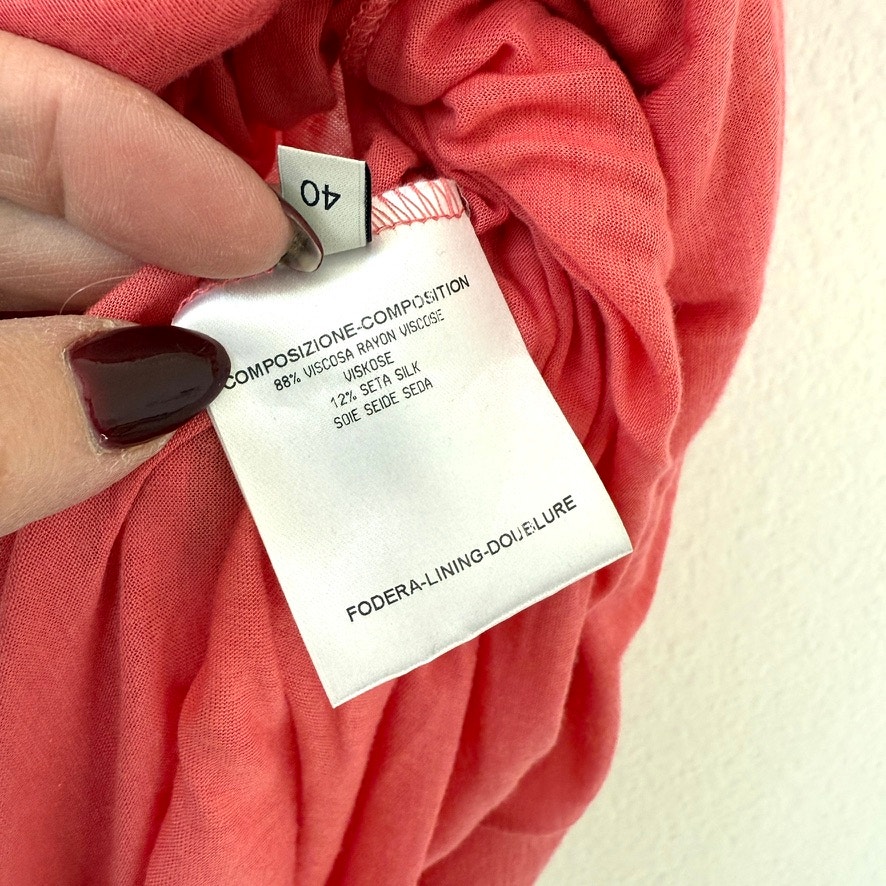 40
COMPOSIZIONE-COMPOSITION
88% VISCOSA RAYON VISCOSE
VISKOSE
12% SETA SILK
SOIE SEIDE SEDA
FODERA-LINING-DOUBLURE